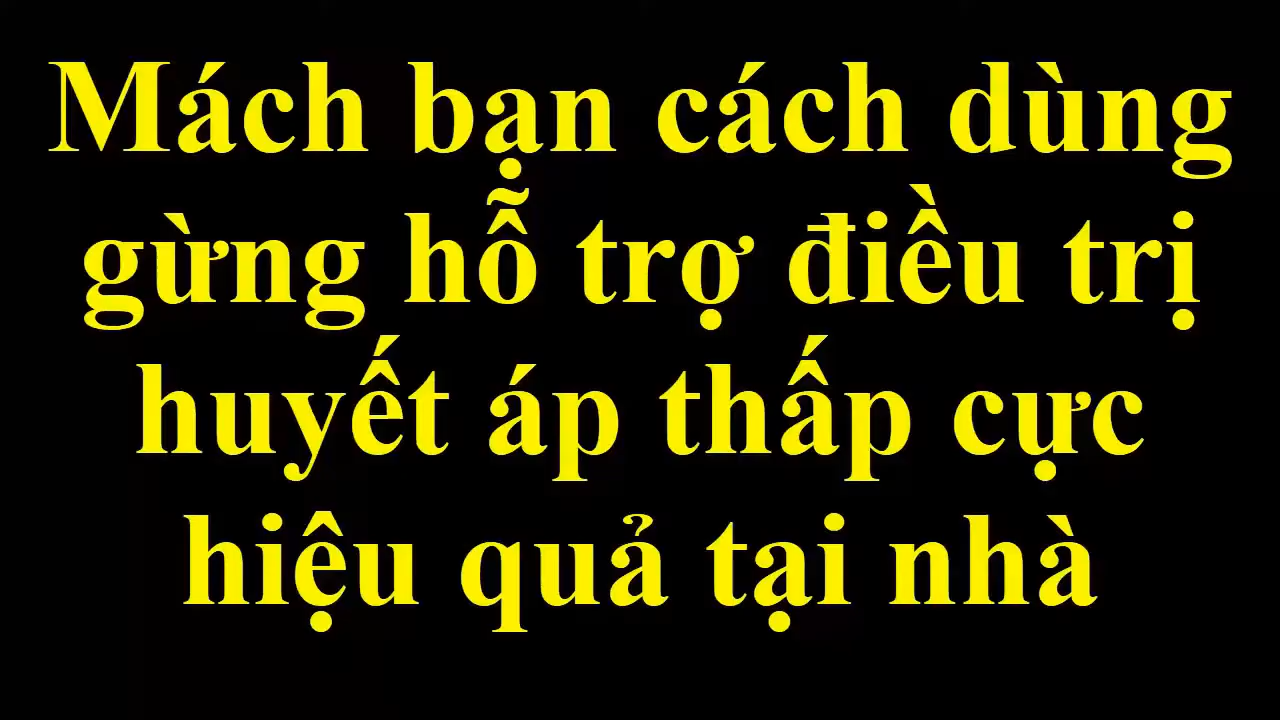 Mách bạn cách dùng
gừng hỗ trợ điều trị
huyết áp thấp cực
hiệu quả tại nhà